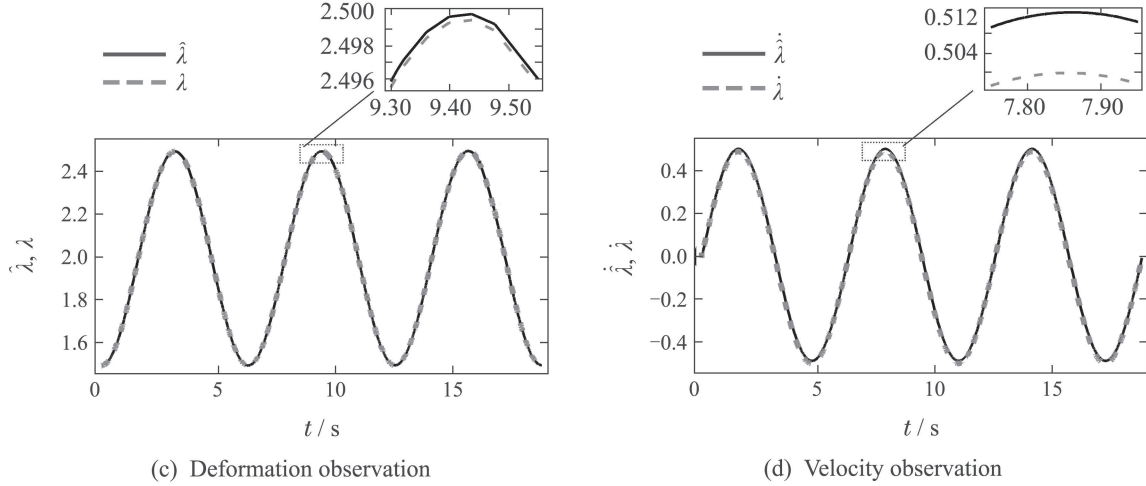 2.500
2.498
2.496
9.30 9.40 9.50
λ̂
λ
2.4
2.2
2.0
1.8
1.6
0 5 10 15
λ̂, λ
t / s
(c) Deformation observation
0.512
0.504
7.80 7.90
λ̂̇
λ̇
0.4
0.2
0.0
−0.2
−0.4
0 5 10 15
λ̂̇, λ̇
t / s
(d) Velocity observation